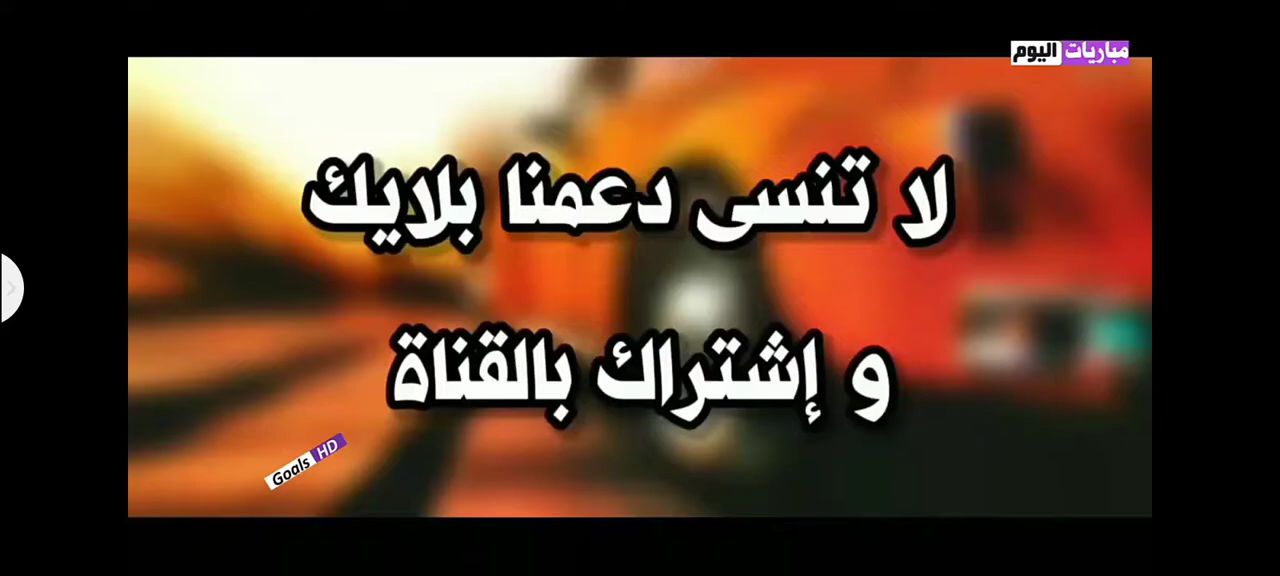 مباريات اليوم
لا تنسى دعمنا بلايك
و إشتراك بالقناة
Goals HD